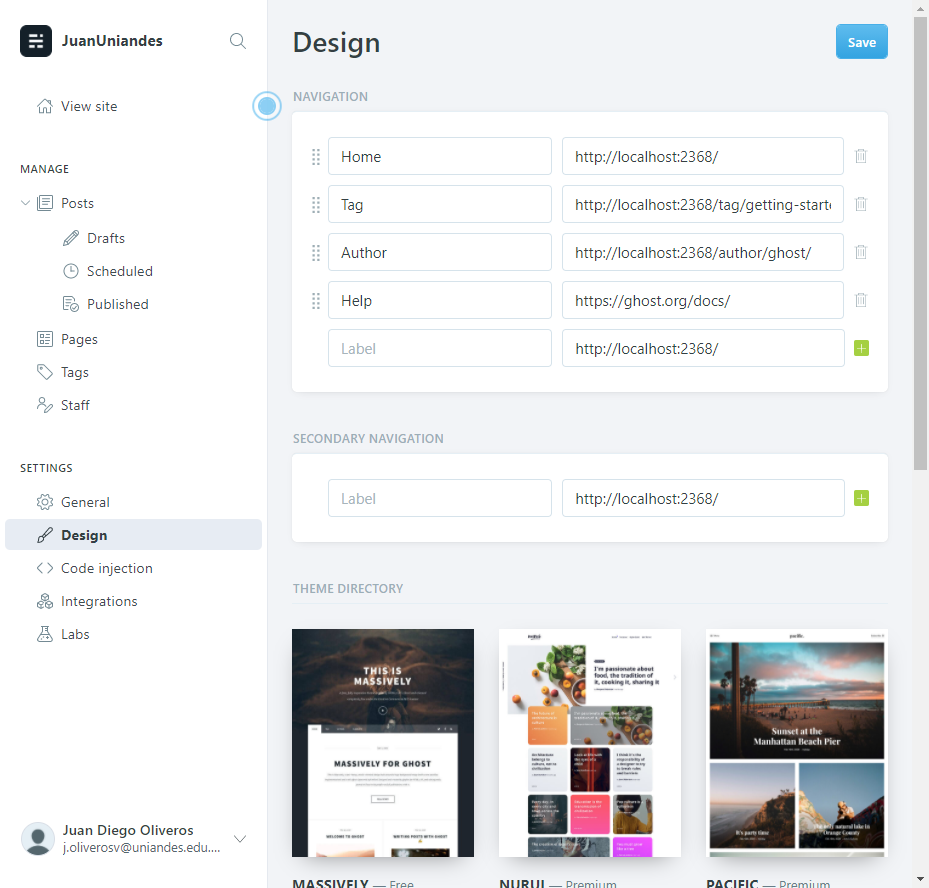 JuanUniandes
View site
MANAGE
Posts
Drafts
Scheduled
Published
Pages
Tags
Staff
SETTINGS
General
Design
Code injection
Integrations
Labs
Juan Diego Oliveros
j.oliverosv@uniandes.edu....
Design
Save
NAVIGATION
Home http://localhost:2368/
Tag http://localhost:2368/tag/getting-starte
Author http://localhost:2368/author/ghost/
Help https://ghost.org/docs/
Label http://localhost:2368/
SECONDARY NAVIGATION
Label http://localhost:2368/
THEME DIRECTORY
THIS IS
MASSIVELY
MASSIVELY FOR GHOST
WELCOME TO GHOST
WRITING POSTS WITH GHOST
I'm passionate about
food, the tradition of
it, cooking it, sharing it
pacific.
Sunset at the
Manhattan Beach Pier
It's party time
Orange County
MASSIVELY — Free
NURUI — Premium
PACIFIC — Premium